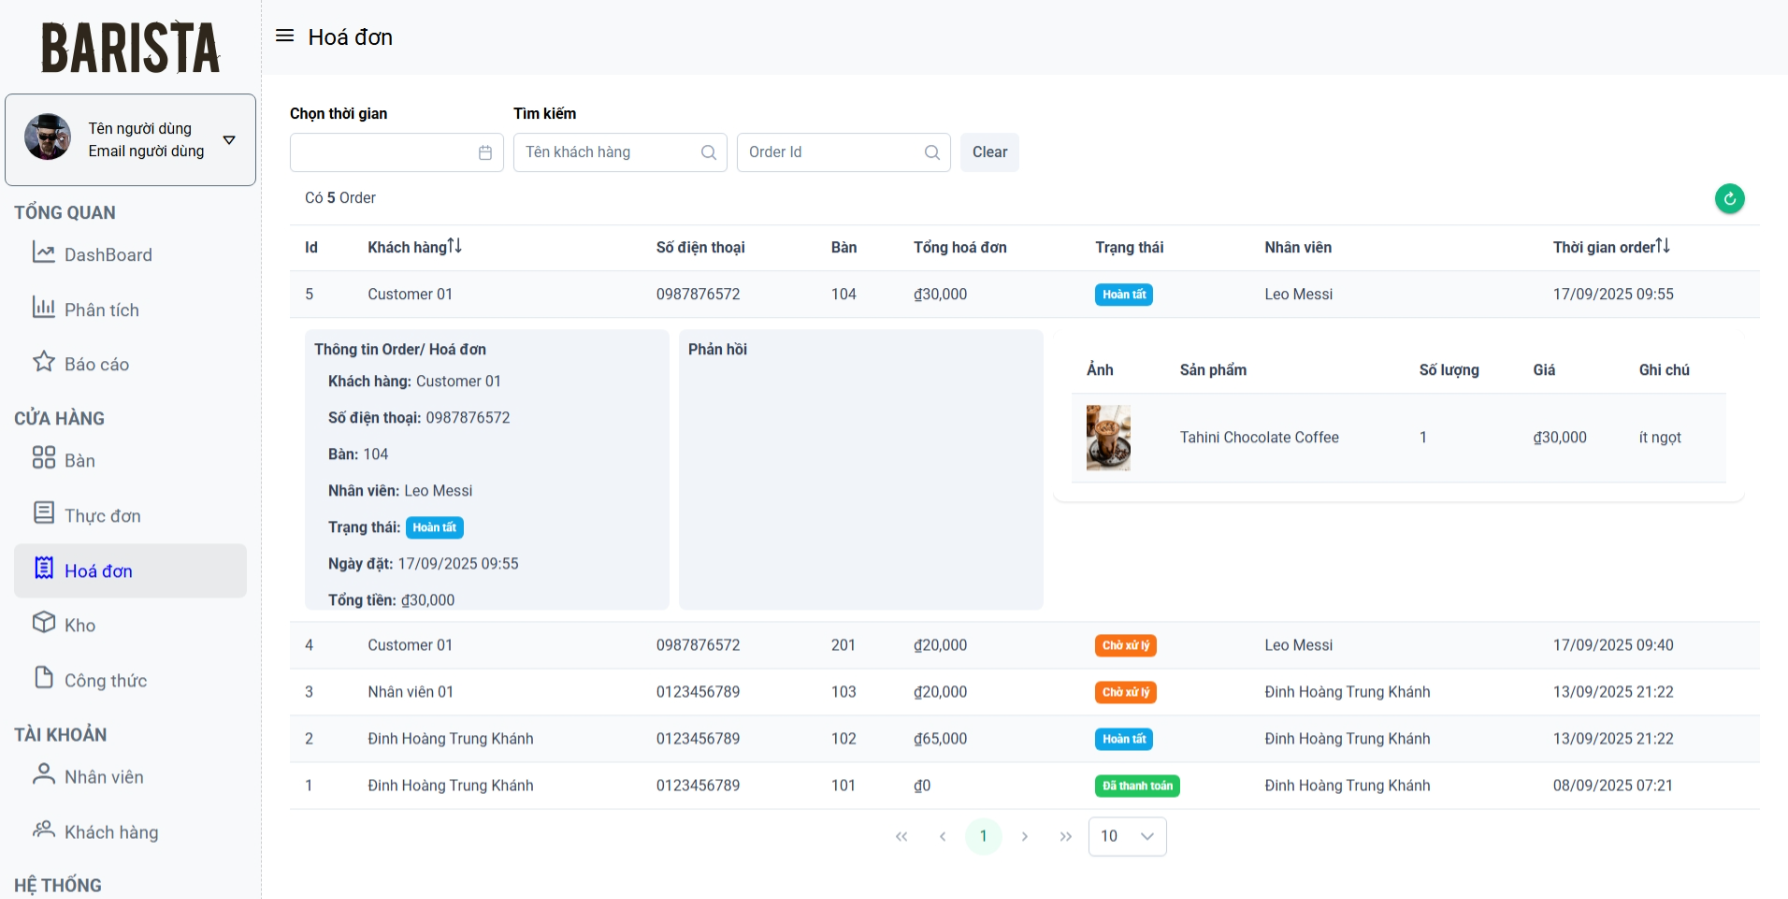 BARISTA
Tên người dùng
Email người dùng
TỔNG QUAN
DashBoard
Phân tích
Báo cáo
CỬA HÀNG
Bàn
Thực đơn
Hoá đơn
Kho
Công thức
TÀI KHOẢN
Nhân viên
Khách hàng
HỆ THỐNG
Hoá đơn
Chọn thời gian Tìm kiếm
Tên khách hàng Order Id Clear
Có 5 Order
Id Khách hàng Số điện thoại Bàn Tổng hoá đơn Trạng thái Nhân viên Thời gian order
5 Customer 01 0987876572 104 ₫30,000 Hoàn tất Leo Messi 17/09/2025 09:55
Thông tin Order/ Hoá đơn
Khách hàng: Customer 01
Số điện thoại: 0987876572
Bàn: 104
Nhân viên: Leo Messi
Trạng thái: Hoàn tất
Ngày đặt: 17/09/2025 09:55
Tổng tiền: ₫30,000
Phản hồi
Ảnh Sản phẩm Số lượng Giá Ghi chú
Tahini Chocolate Coffee 1 ₫30,000 ít ngọt
4 Customer 01 0987876572 201 ₫20,000 Chờ xử lý Leo Messi 17/09/2025 09:40
3 Nhân viên 01 0123456789 103 ₫20,000 Chờ xử lý Đinh Hoàng Trung Khánh 13/09/2025 21:22
2 Đinh Hoàng Trung Khánh 0123456789 102 ₫65,000 Hoàn tất Đinh Hoàng Trung Khánh 13/09/2025 21:22
1 Đinh Hoàng Trung Khánh 0123456789 101 ₫0 Đã thanh toán Đinh Hoàng Trung Khánh 08/09/2025 07:21
1 10